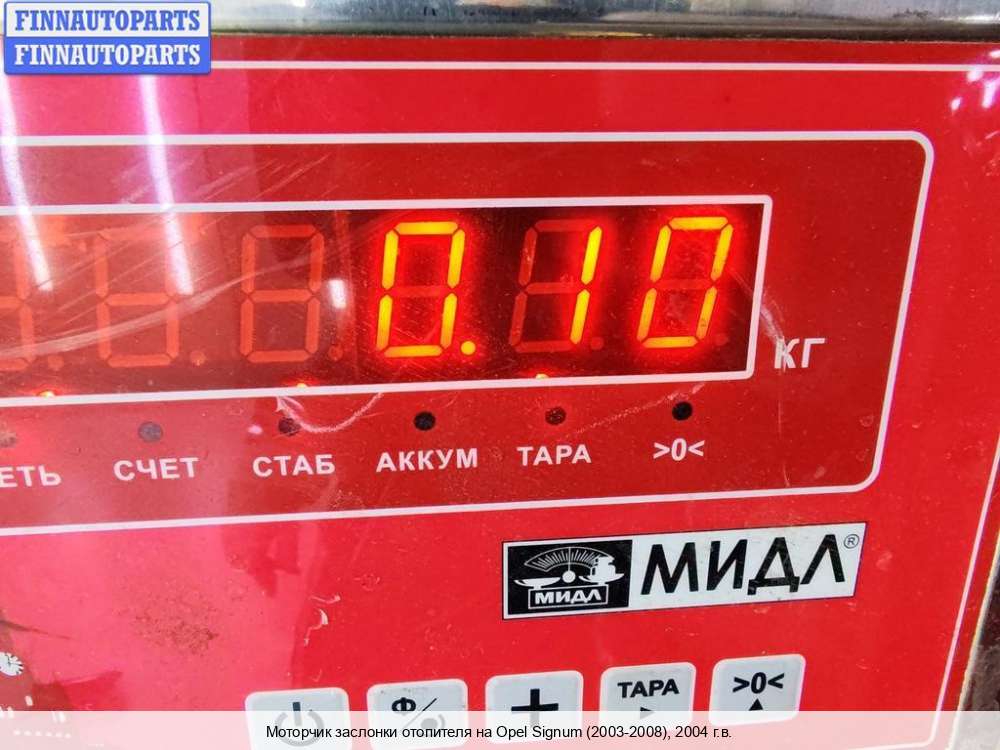 FINNAUTOPARTS
FINNAUTOPARTS
0.10
КГ
ЕТЬ СЧЕТ СТАБ АККУМ ТАРА >0<
МИДЛ МИДЛ®
Ф/
+
ТАРА >0<
Моторчик заслонки отопителя на Opel Signum (2003-2008), 2004 г.в.